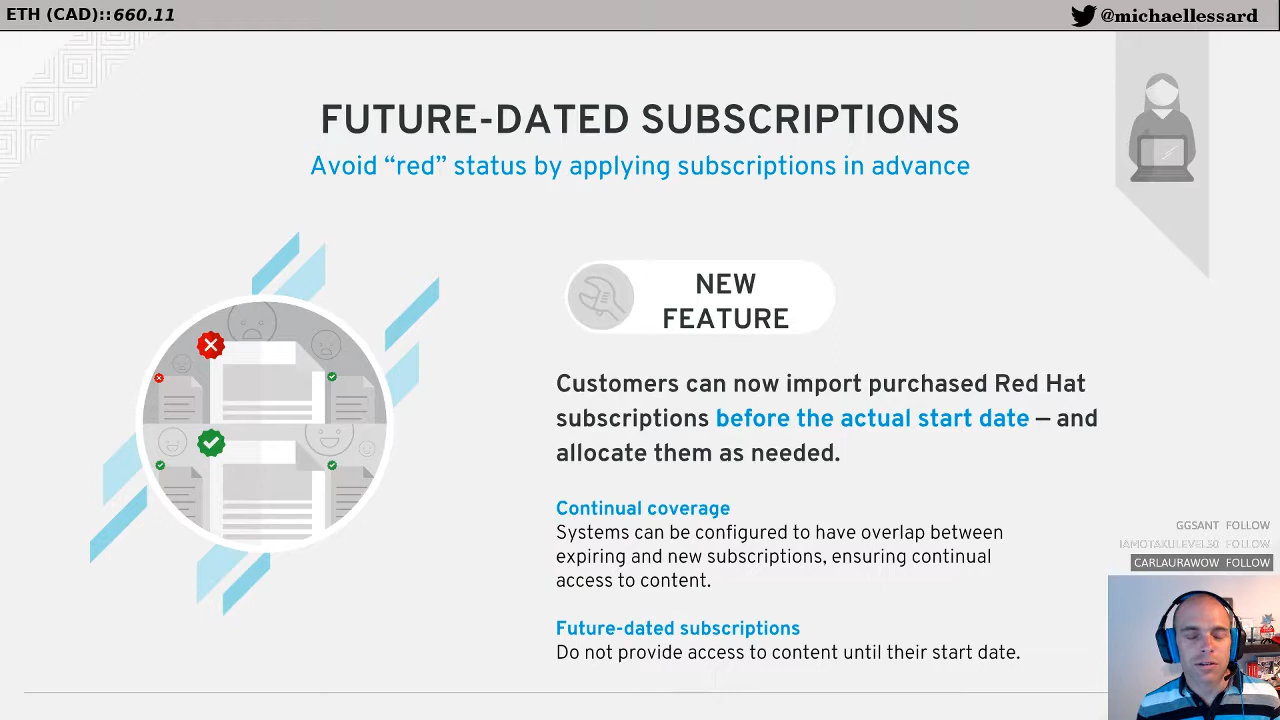 ETH (CAD)::660.11
@michaellessard
FUTURE-DATED SUBSCRIPTIONS
Avoid “red” status by applying subscriptions in advance
NEW
FEATURE
Customers can now import purchased Red Hat
subscriptions before the actual start date — and
allocate them as needed.
Continual coverage
Systems can be configured to have overlap between
expiring and new subscriptions, ensuring continual
access to content.
Future-dated subscriptions
Do not provide access to content until their start date.
GGSANT FOLLOW
IAMOTAKULEVEL50 FOLLOW
CARLAURAWOW FOLLOW